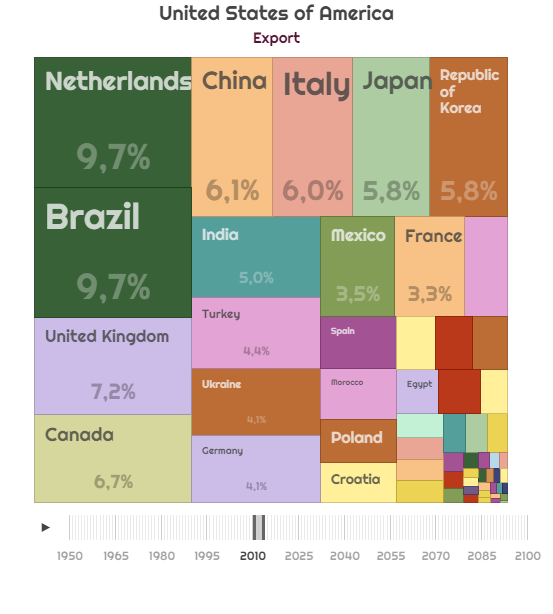 United States of America
Export
Netherlands
9,7%
China
6,1%
Italy
6,0%
Japan
5,8%
Republic
of
Korea
5,8%
Brazil
9,7%
India
5,0%
Mexico
3,5%
France
3,3%
Turkey
4,4%
United Kingdom
7,2%
Spain
Ukraine
4,1%
Morocco
Egypt
Canada
6,7%
Germany
4,1%
Poland
Croatia
1950 1965 1980 1995 2010 2025 2040 2055 2070 2085 2100